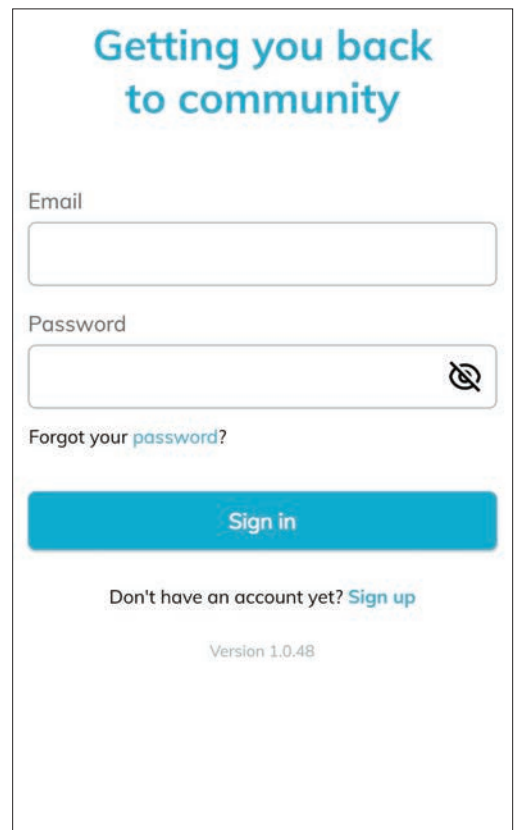 Getting you back
to community
Email
Password
Forgot your password?
Sign in
Don't have an account yet? Sign up
Version 1.0.48